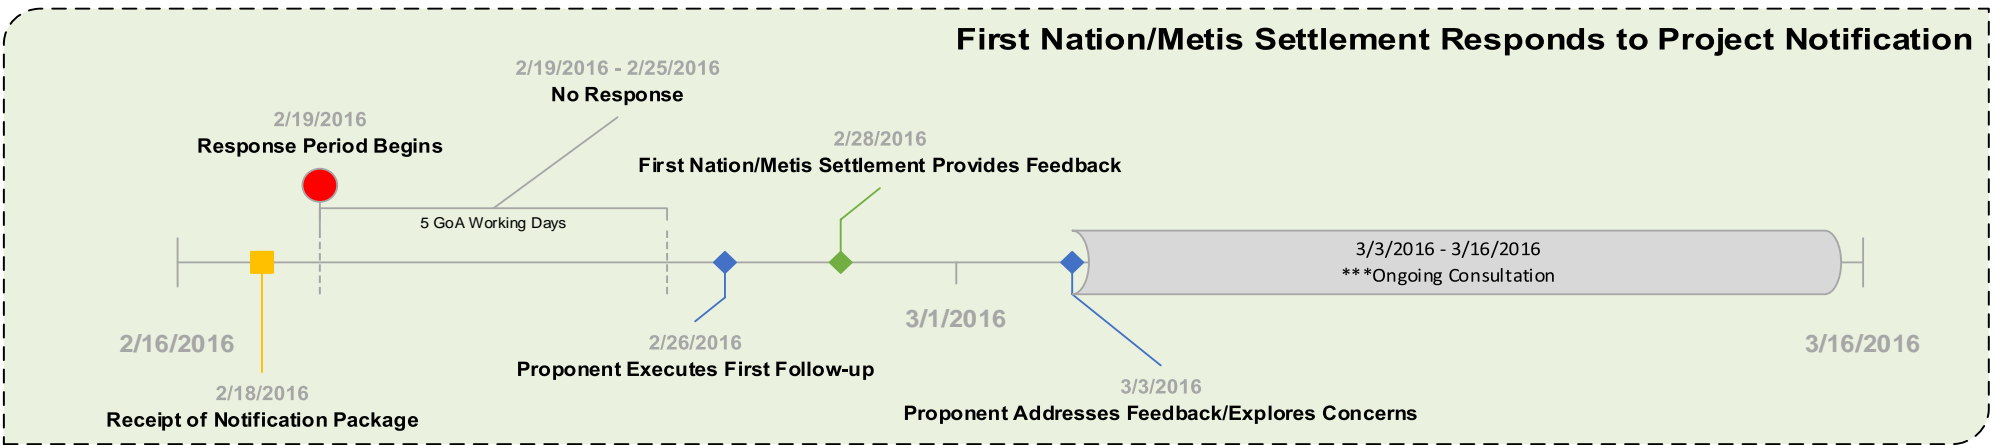 First Nation/Metis Settlement Responds to Project Notification
2/19/2016 - 2/25/2016
No Response
2/19/2016
Response Period Begins
2/28/2016
First Nation/Metis Settlement Provides Feedback
5 GoA Working Days
3/3/2016 - 3/16/2016
***Ongoing Consultation
3/1/2016
2/16/2016
3/16/2016
2/26/2016
Proponent Executes First Follow-up
2/18/2016
Receipt of Notification Package
3/3/2016
Proponent Addresses Feedback/Explores Concerns